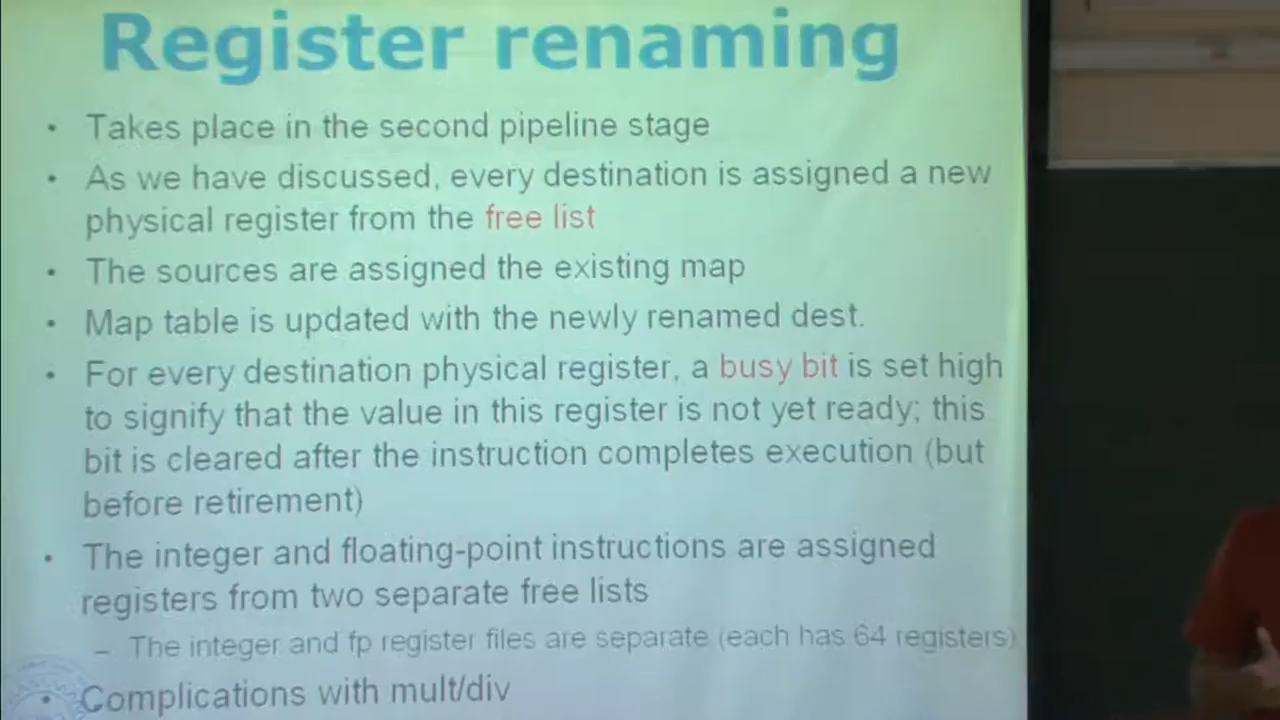 Register renaming
• Takes place in the second pipeline stage
• As we have discussed, every destination is assigned a new
physical register from the free list
• The sources are assigned the existing map
• Map table is updated with the newly renamed dest.
• For every destination physical register, a busy bit is set high
to signify that the value in this register is not yet ready; this
bit is cleared after the instruction completes execution (but
before retirement)
• The integer and floating-point instructions are assigned
registers from two separate free lists
– The integer and fp register files are separate (each has 64 registers)
• Complications with mult/div